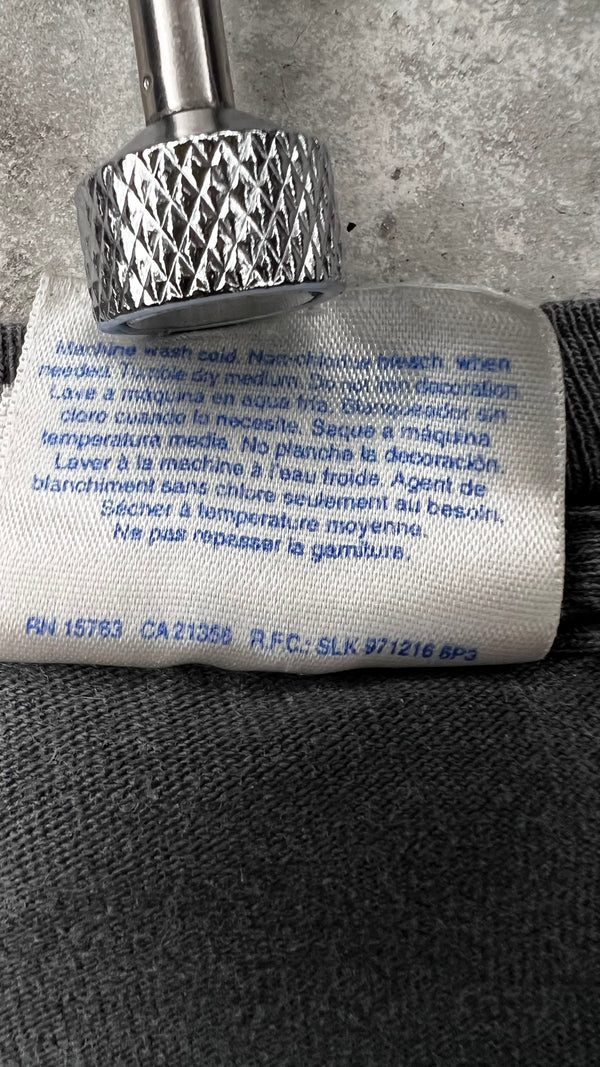 Machine wash cold. Non-chlorine bleach, when
needed. Tumble dry medium. Do not iron decoration.
Lave a máquina en agua fría. Blanqueador sin
cloro cuando lo necesite. Seque a máquina
temperatura media. No planche la decoración.
Laver à la machine à l'eau froide. Agent de
blanchiment sans chlore seulement au besoin.
Sécher à température moyenne.
Ne pas repasser la garniture.
RN 15763 CA 21356 R.F.C.: SLK 971216 6P3